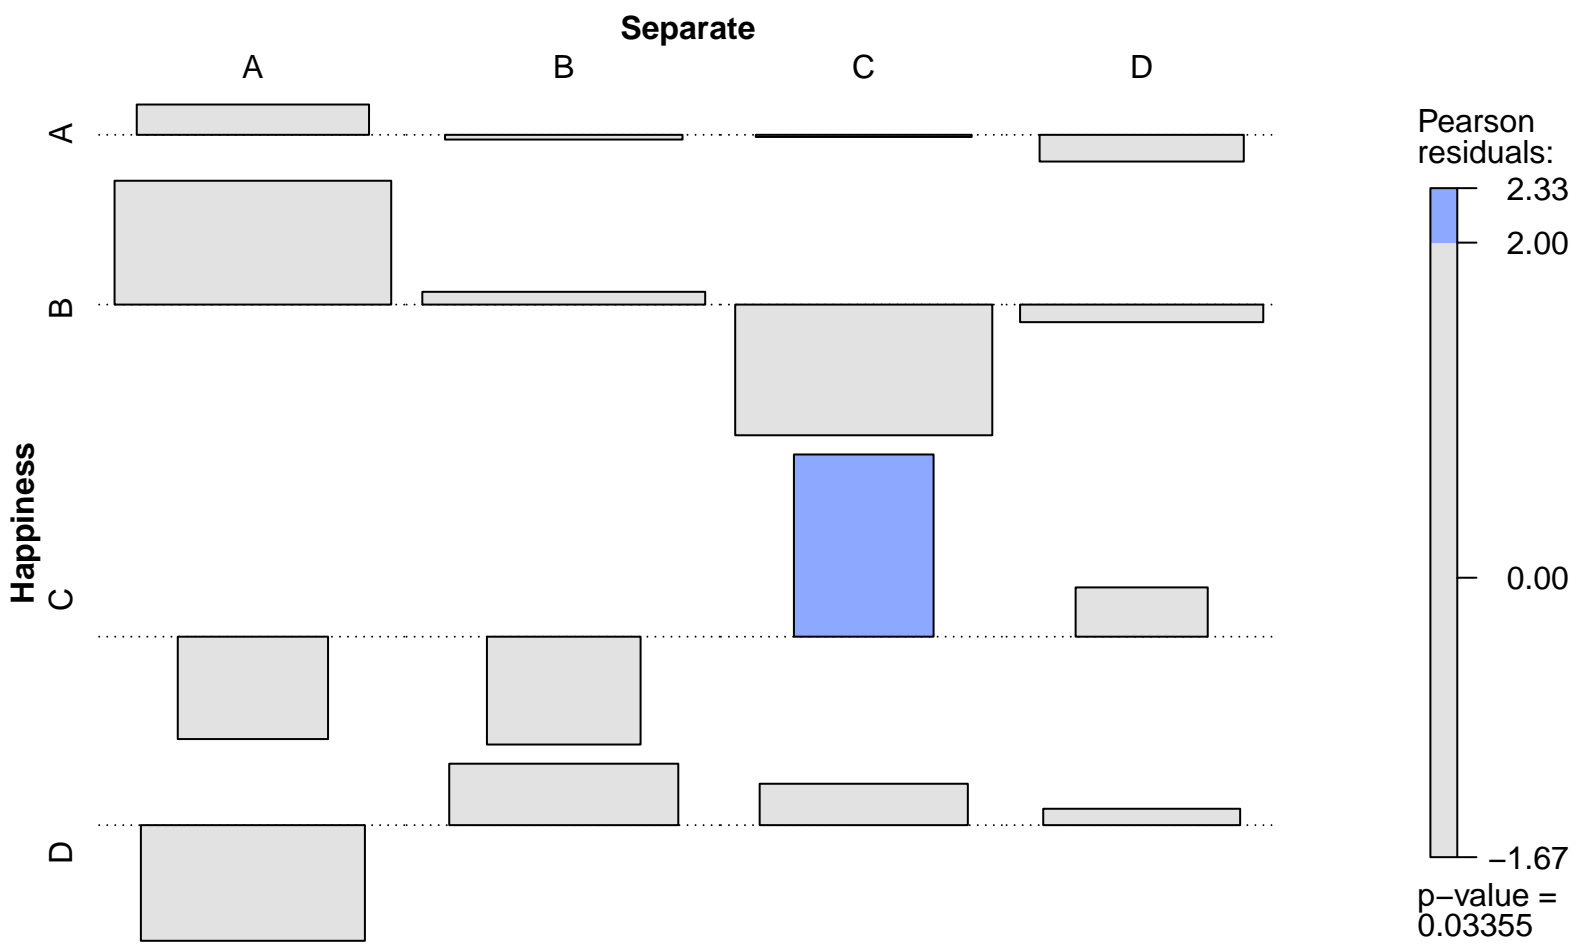 Separate
A B C D
Happiness
A
B
C
D
Pearson
residuals:
2.33
2.00
0.00
−1.67
p−value =
0.03355